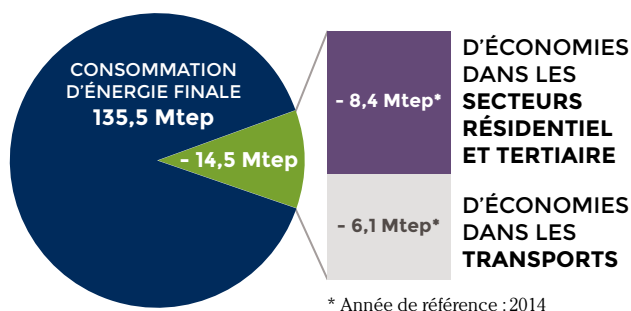 CONSOMMATION
D'ÉNERGIE FINALE
135,5 Mtep
- 14,5 Mtep
- 8,4 Mtep*
D'ÉCONOMIES
DANS LES
SECTEURS
RÉSIDENTIEL
ET TERTIAIRE
- 6,1 Mtep*
D'ÉCONOMIES
DANS LES
TRANSPORTS
* Année de référence : 2014